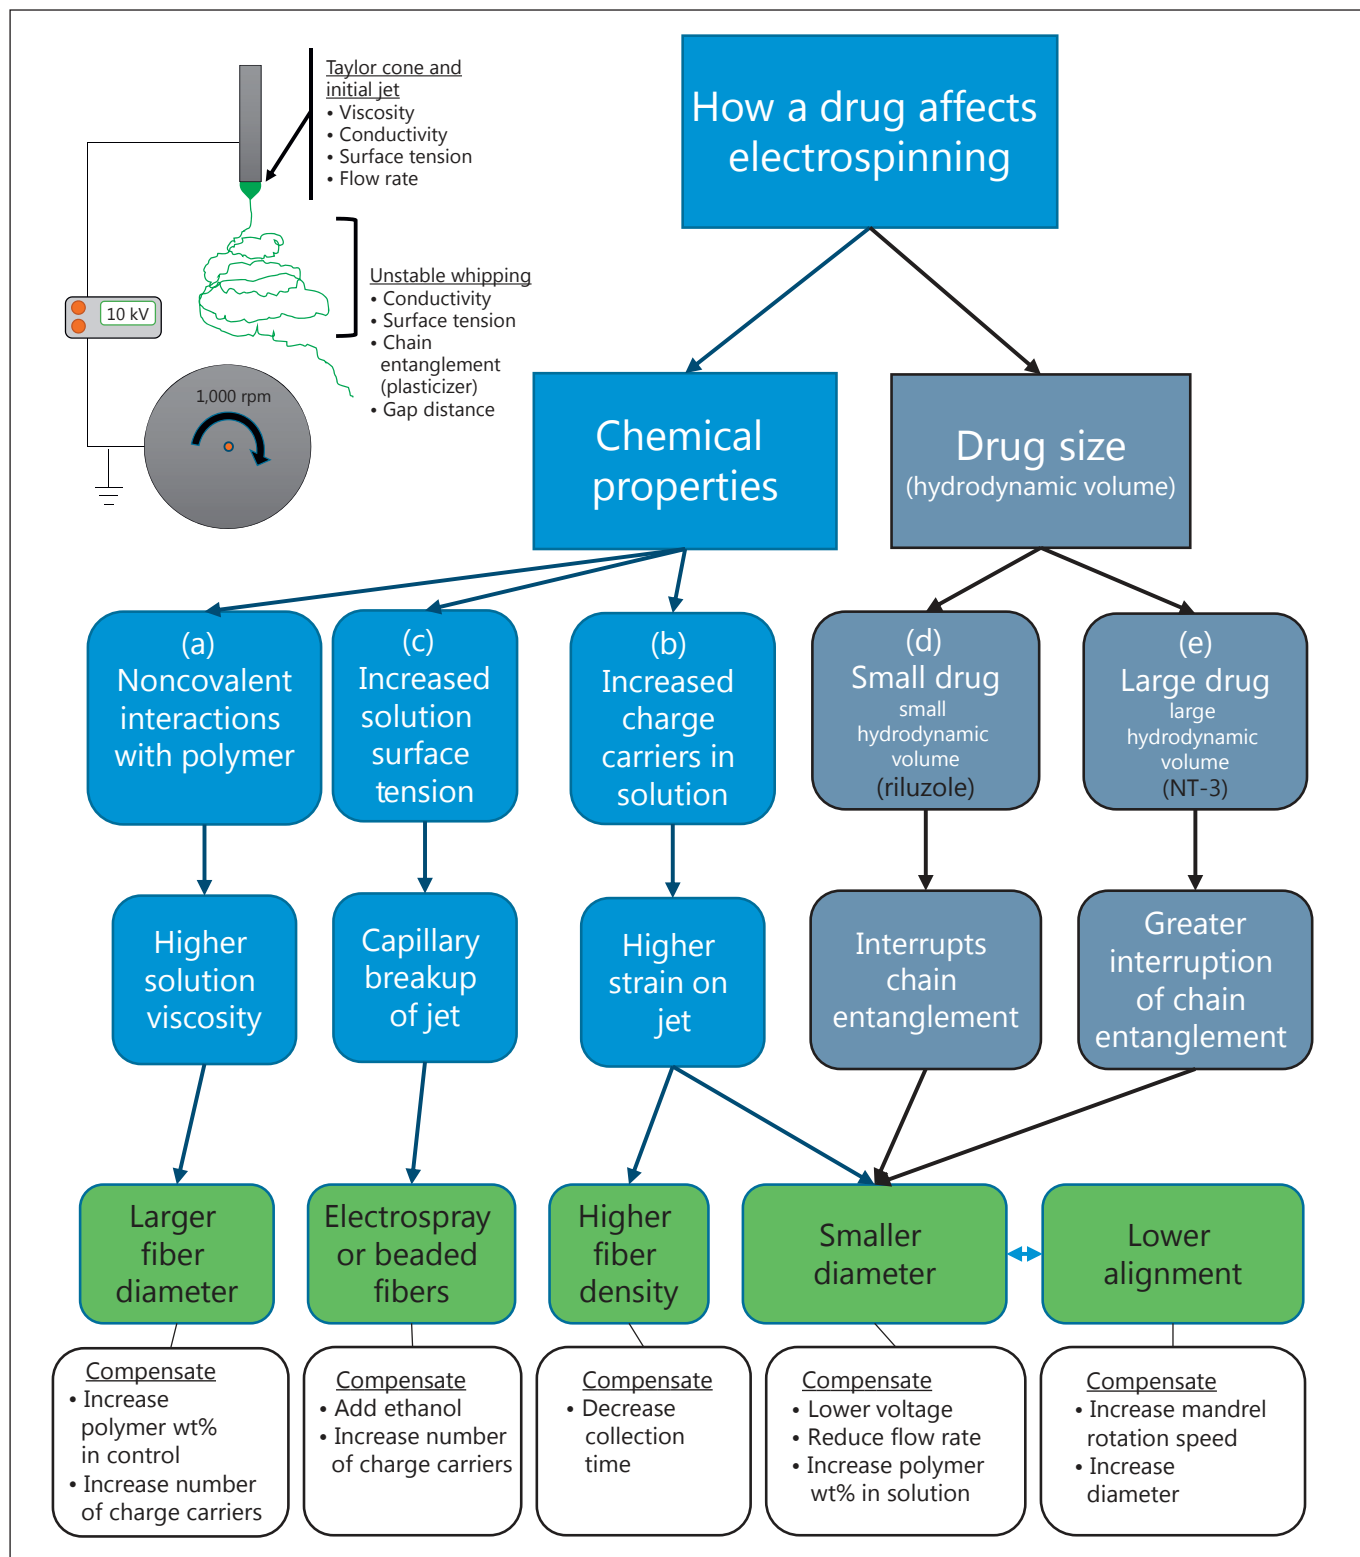 Taylor cone and
initial jet
• Viscosity
• Conductivity
• Surface tension
• Flow rate
Unstable whipping
• Conductivity
• Surface tension
• Chain
entanglement
(plasticizer)
• Gap distance
10 kV
1,000 rpm
How a drug affects
electrospinning
Chemical
properties
Drug size
(hydrodynamic volume)
(a)
Noncovalent
interactions
with polymer
(c)
Increased
solution
surface
tension
(b)
Increased
charge
carriers in
solution
(d)
Small drug
small
hydrodynamic
volume
(riluzole)
(e)
Large drug
large
hydrodynamic
volume
(NT-3)
Higher
solution
viscosity
Capillary
breakup
of jet
Higher
strain on
jet
Interrupts
chain
entanglement
Greater
interruption
of chain
entanglement
Larger
fiber
diameter
Electrospray
or beaded
fibers
Higher
fiber
density
Smaller
diameter
Lower
alignment
Compensate
• Increase
polymer wt%
in control
• Increase number
of charge carriers
Compensate
• Add ethanol
• Increase number
of charge carriers
Compensate
• Decrease
collection
time
Compensate
• Lower voltage
• Reduce flow rate
• Increase polymer
wt% in solution
Compensate
• Increase mandrel
rotation speed
• Increase
diameter